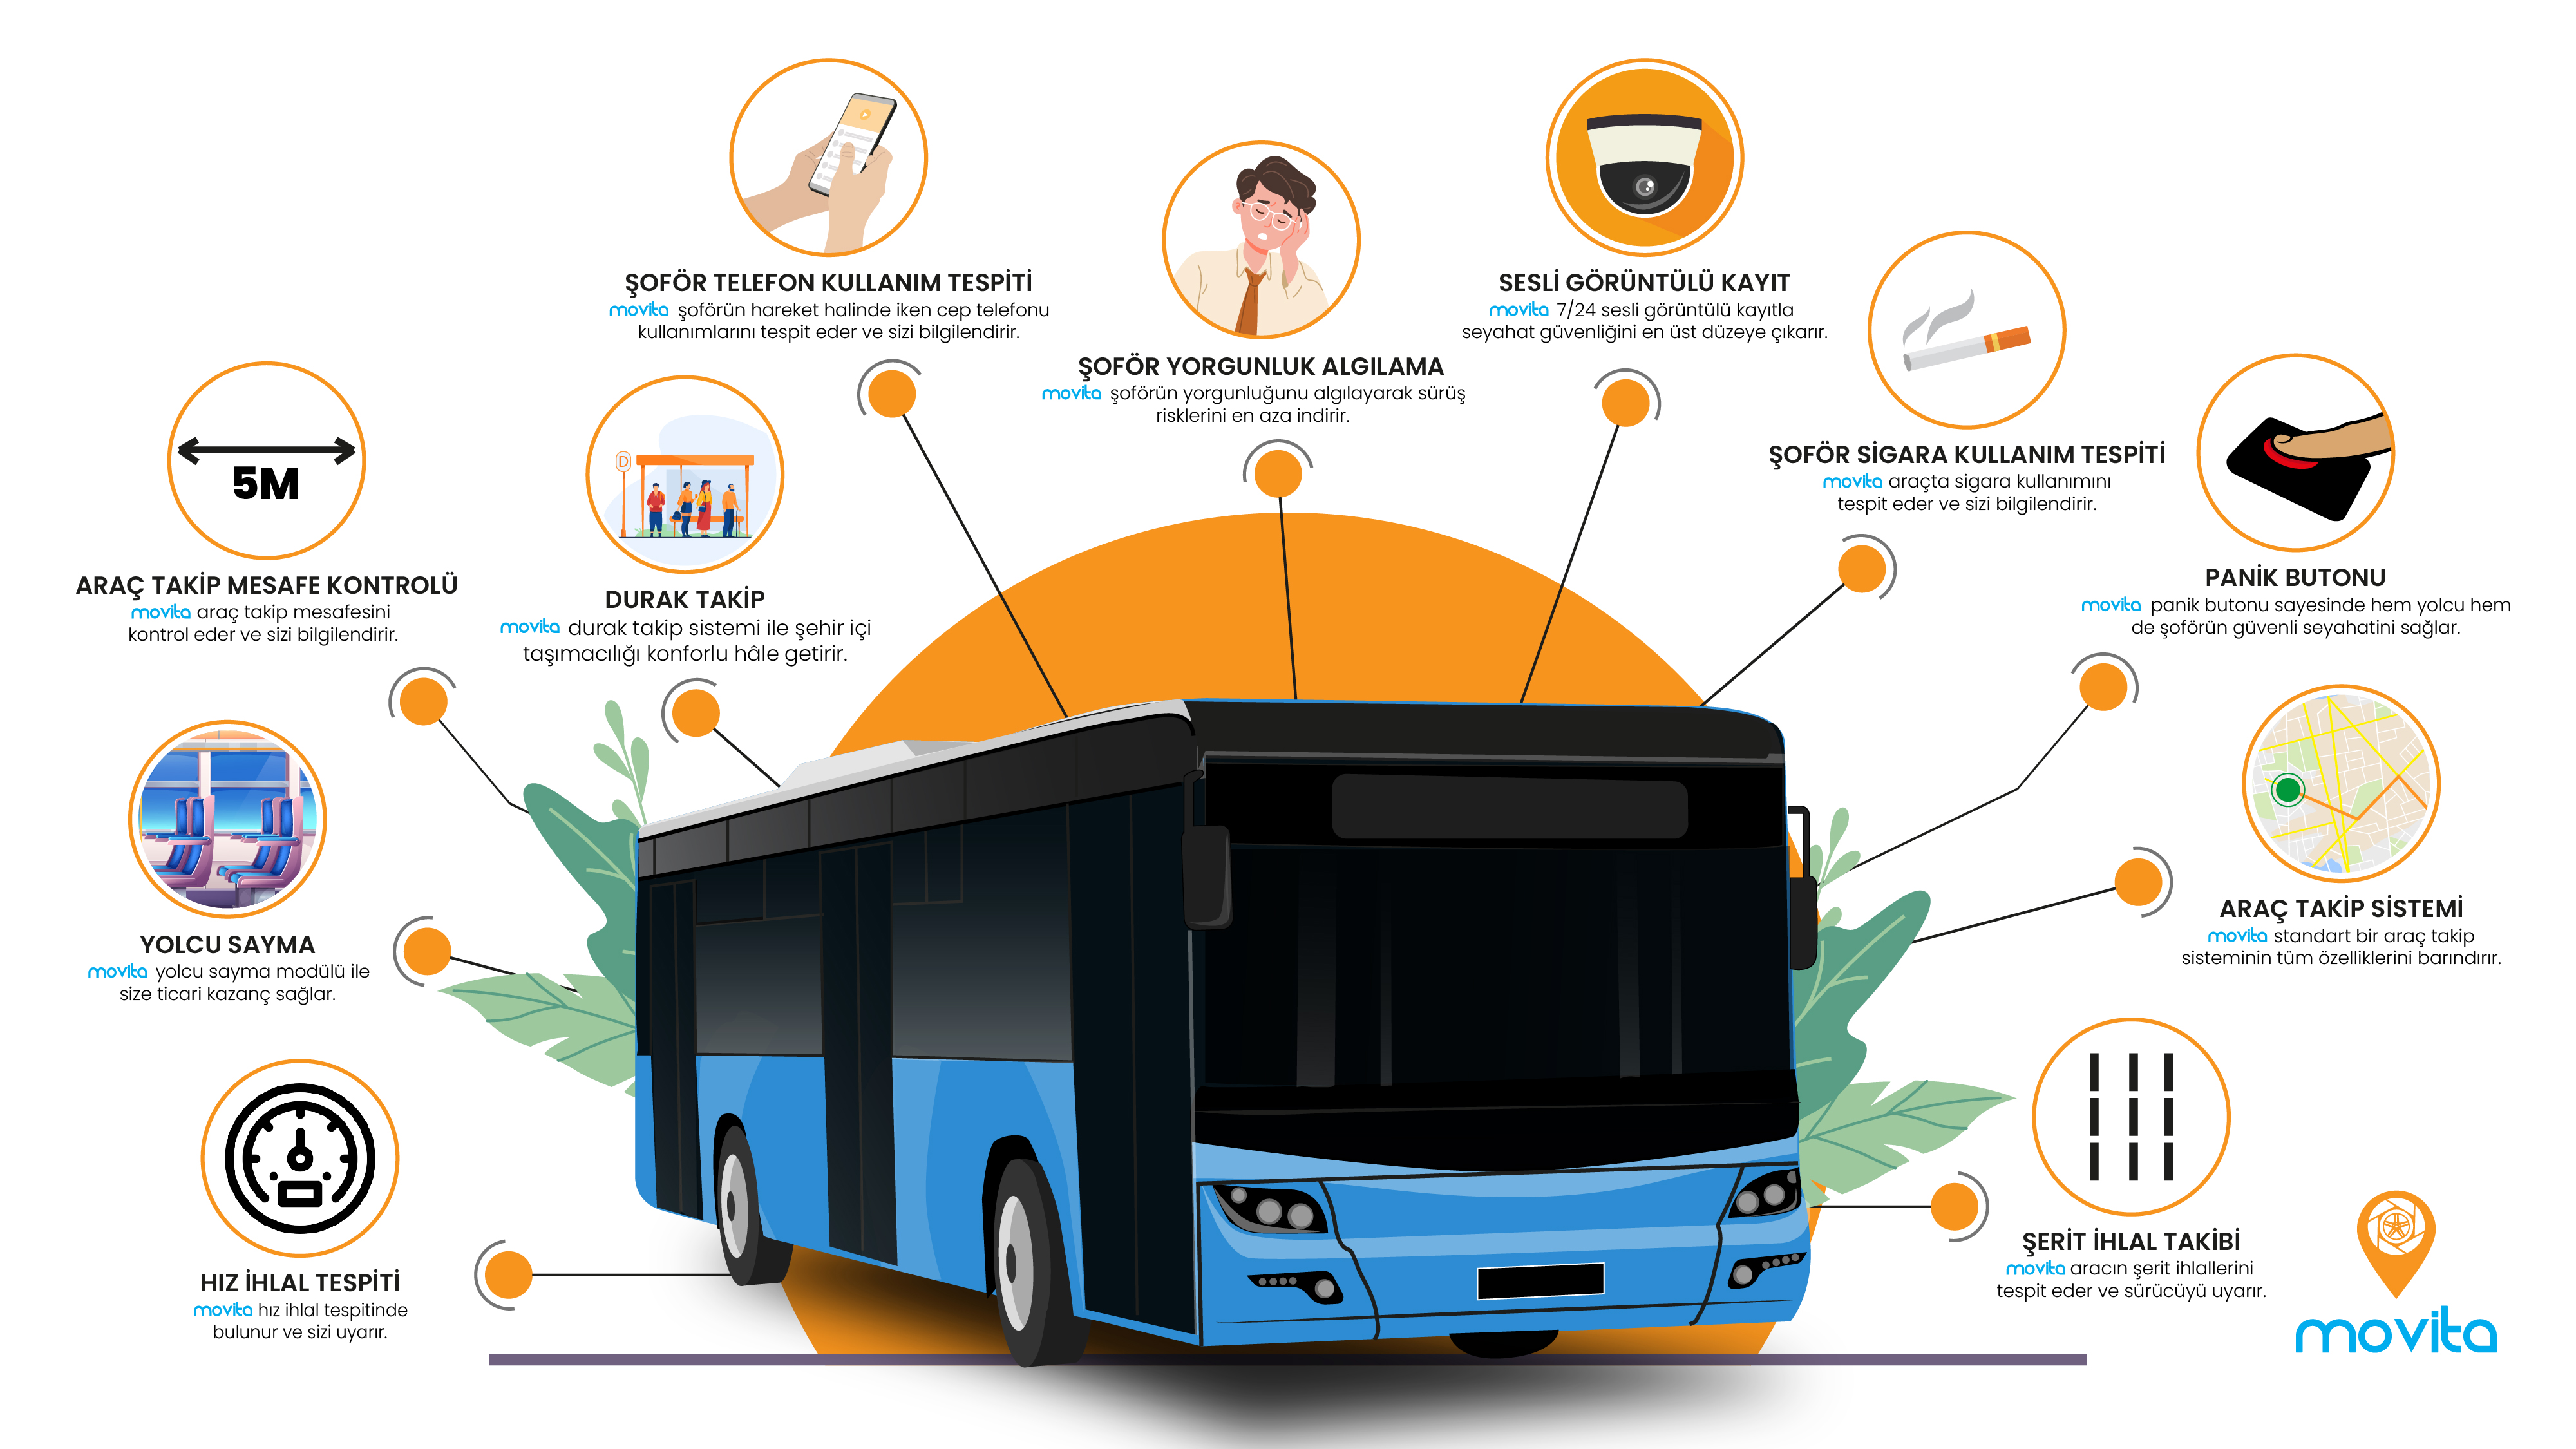 ŞOFÖR TELEFON KULLANIM TESPİTİ
movita şoförün hareket halinde iken cep telefonu
kullanımlarını tespit eder ve sizi bilgilendirir.
ŞOFÖR YORGUNLUK ALGILAMA
movita şoförün yorgunluğunu algılayarak sürüş
risklerini en aza indirir.
SESLİ GÖRÜNTÜLÜ KAYIT
movita 7/24 sesli görüntülü kayıtla
seyahat güvenliğini en üst düzeye çıkarır.
ŞOFÖR SİGARA KULLANIM TESPİTİ
movita araçta sigara kullanımını
tespit eder ve sizi bilgilendirir.
5M
ARAÇ TAKİP MESAFE KONTROLÜ
movita araç takip mesafesini
kontrol eder ve sizi bilgilendirir.
D
DURAK TAKİP
movita durak takip sistemi ile şehir içi
taşımacılığı konforlu hâle getirir.
PANİK BUTONU
movita panik butonu sayesinde hem yolcu hem
de şoförün güvenli seyahatini sağlar.
YOLCU SAYMA
movita yolcu sayma modülü ile
size ticari kazanç sağlar.
ARAÇ TAKİP SİSTEMİ
movita standart bir araç takip
sisteminin tüm özelliklerini barındırır.
HIZ İHLAL TESPİTİ
movita hız ihlal tespitinde
bulunur ve sizi uyarır.
ŞERİT İHLAL TAKİBİ
movita aracın şerit ihlallerini
tespit eder ve sürücüyü uyarır.
movita